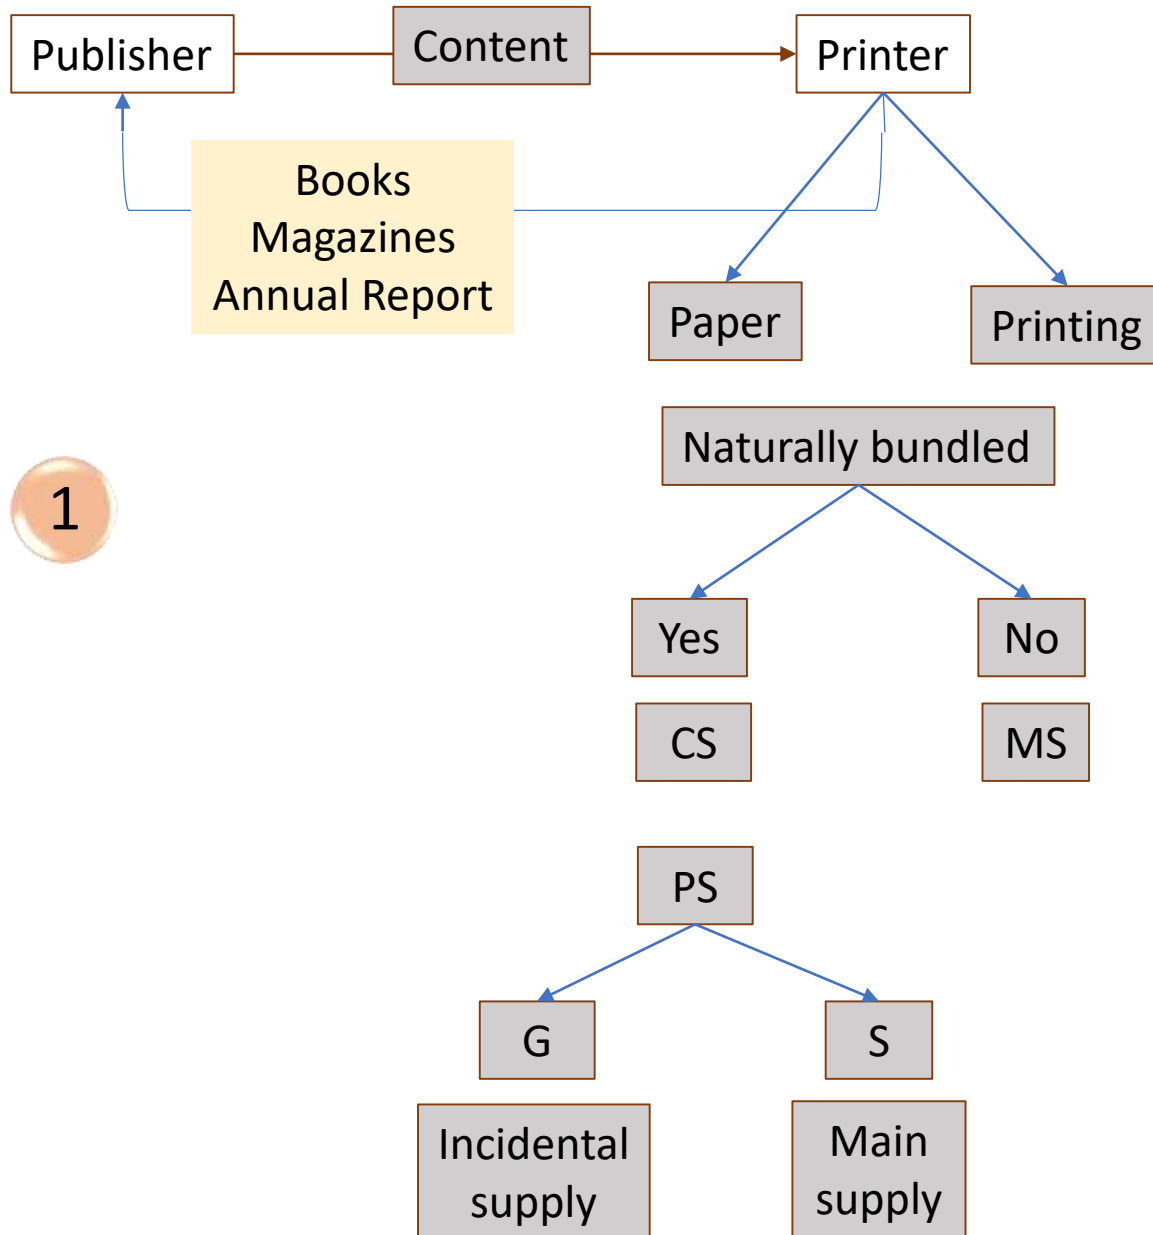 Publisher
Content
Printer
Books
Magazines
Annual Report
Paper
Printing
Naturally bundled
1
Yes
No
CS
MS
PS
G
S
Incidental
supply
Main
supply